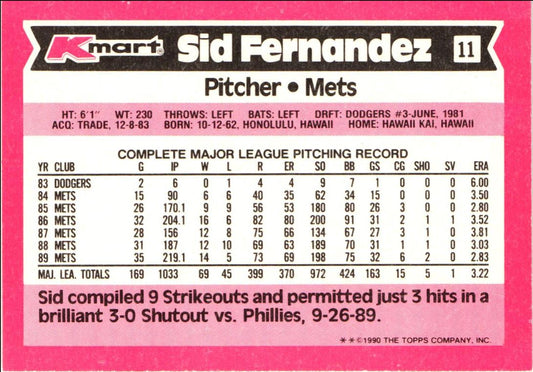 Kmart Sid Fernandez 11
Pitcher • Mets
HT: 6'1" WT: 230 THROWS: LEFT BATS: LEFT DRFT: DODGERS #3-JUNE, 1981
ACQ: TRADE, 12-8-83 BORN: 10-12-62, HONOLULU, HAWAII HOME: HAWAII KAI, HAWAII
COMPLETE MAJOR LEAGUE PITCHING RECORD
YR CLUB G IP W L R ER SO BB GS CG SHO SV ERA
83 DODGERS 2 6 0 1 4 4 9 7 1 0 0 0 6.00
84 METS 15 90 6 6 40 35 62 34 15 0 0 0 3.50
85 METS 26 170.1 9 9 56 53 180 80 26 3 0 0 2.80
86 METS 32 204.1 16 6 82 80 200 91 31 2 1 1 3.52
87 METS 28 156 12 8 75 66 134 67 27 3 1 0 3.81
88 METS 31 187 12 10 69 63 189 70 31 1 1 0 3.03
89 METS 35 219.1 14 5 73 69 198 75 32 6 2 0 2.83
MAJ. LEA. TOTALS 169 1033 69 45 399 370 972 424 163 15 5 1 3.22
Sid compiled 9 Strikeouts and permitted just 3 hits in a
brilliant 3-0 Shutout vs. Phillies, 9-26-89.
**©1990 THE TOPPS COMPANY, INC.